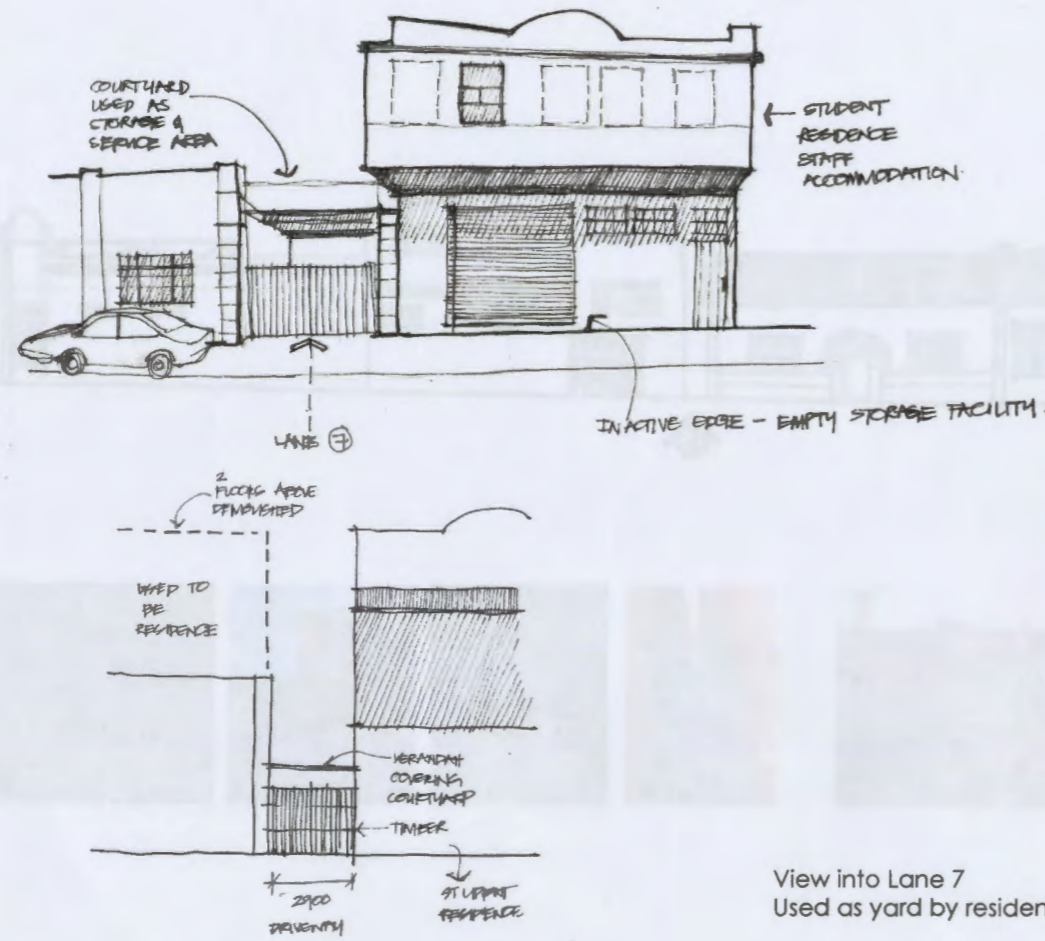 COURTYARD
USED AS
STORAGE &
SERVICE AREA
STUDENT
RESIDENCE
STAFF
ACCOMMODATION.
LANE 7
INACTIVE EDGE - EMPTY STORAGE FACILITY.
2
FLOORS ABOVE
DEMOLISHED
USED TO
BE
RESIDENCE
VERANDAH
COVERING
COURTYARD
TIMBER
2900
STUDENT
RESIDENCE
View into Lane 7
Used as yard by residen